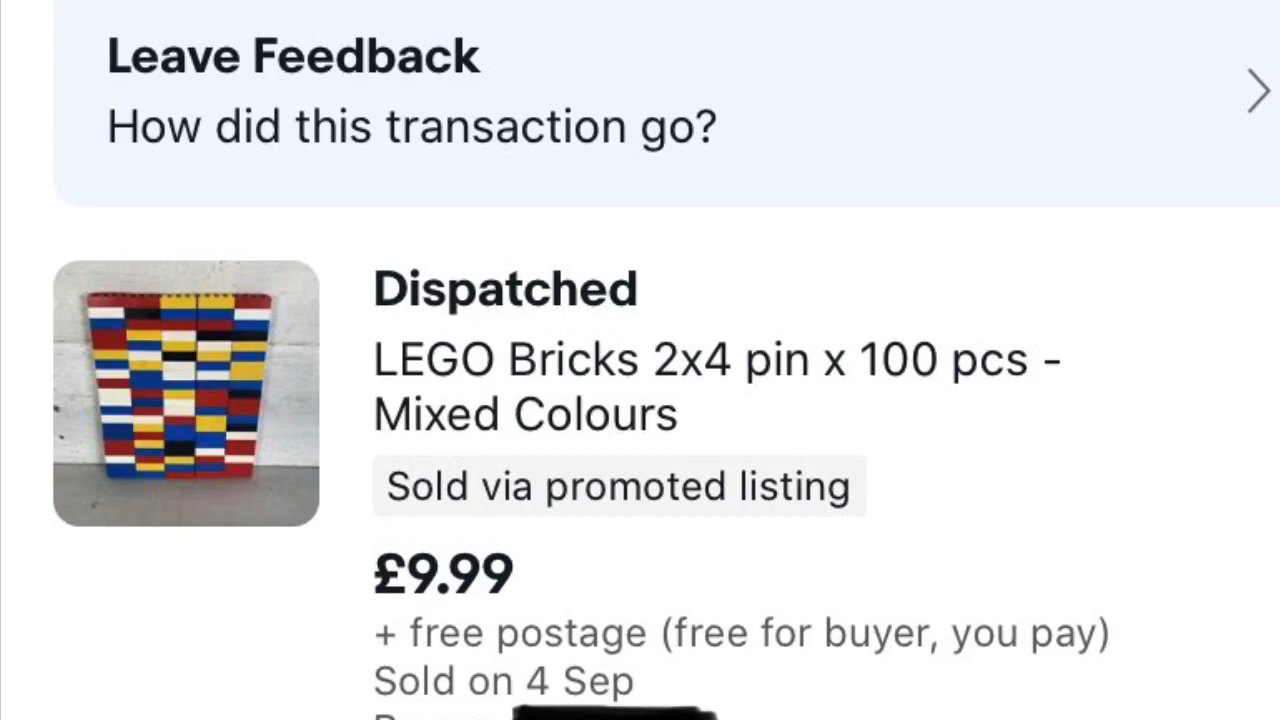 Leave Feedback
How did this transaction go?
Dispatched
LEGO Bricks 2x4 pin x 100 pcs -
Mixed Colours
Sold via promoted listing
£9.99
+ free postage (free for buyer, you pay)
Sold on 4 Sep